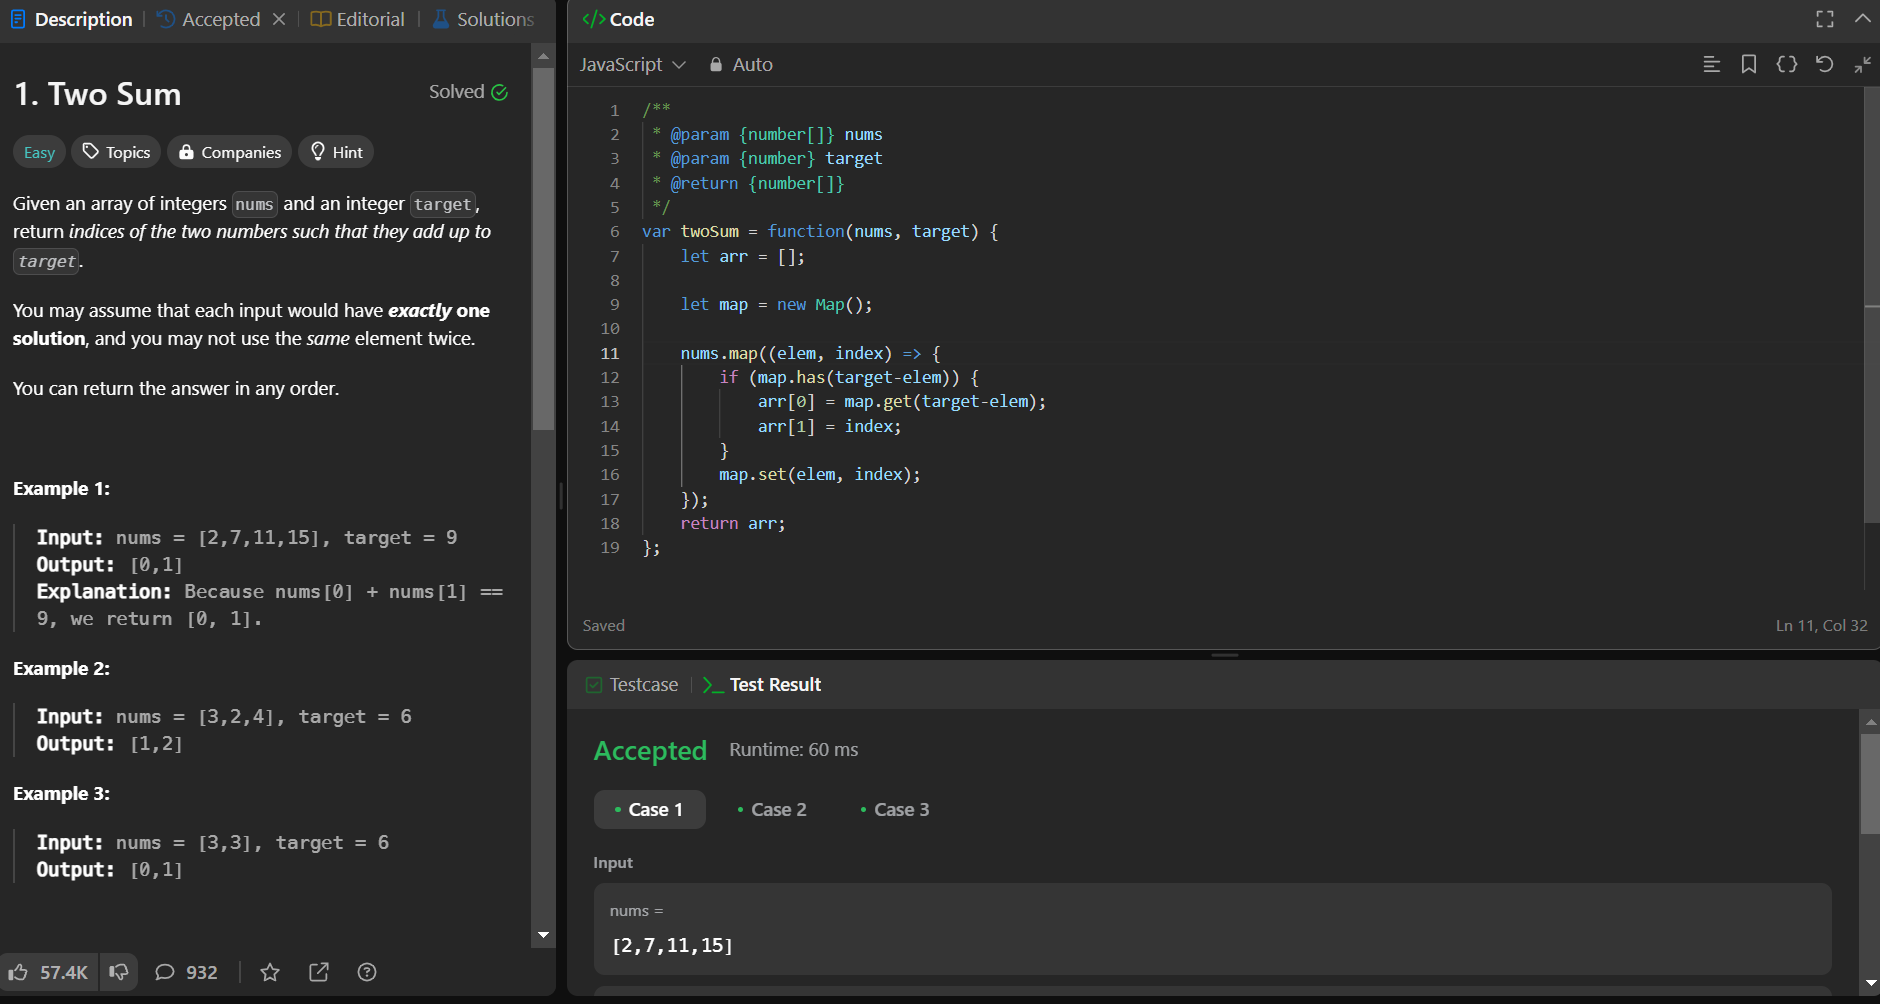 Description
Accepted
Editorial
Solutions
1. Two Sum
Solved
Easy
Topics
Companies
Hint
Given an array of integers nums and an integer target,
return indices of the two numbers such that they add up to
target.
You may assume that each input would have exactly one
solution, and you may not use the same element twice.
You can return the answer in any order.
Example 1:
Input: nums = [2,7,11,15], target = 9
Output: [0,1]
Explanation: Because nums[0] + nums[1] ==
9, we return [0, 1].
Example 2:
Input: nums = [3,2,4], target = 6
Output: [1,2]
Example 3:
Input: nums = [3,3], target = 6
Output: [0,1]
57.4K
932
</> Code
JavaScript
Auto
1 /**
2 * @param {number[]} nums
3 * @param {number} target
4 * @return {number[]}
5 */
6 var twoSum = function(nums, target) {
7 let arr = [];
8
9 let map = new Map();
10
11 nums.map((elem, index) => {
12 if (map.has(target-elem)) {
13 arr[0] = map.get(target-elem);
14 arr[1] = index;
15 }
16 map.set(elem, index);
17 });
18 return arr;
19 };
Saved
Ln 11, Col 32
Testcase
Test Result
Accepted
Runtime: 60 ms
Case 1
Case 2
Case 3
Input
nums =
[2,7,11,15]